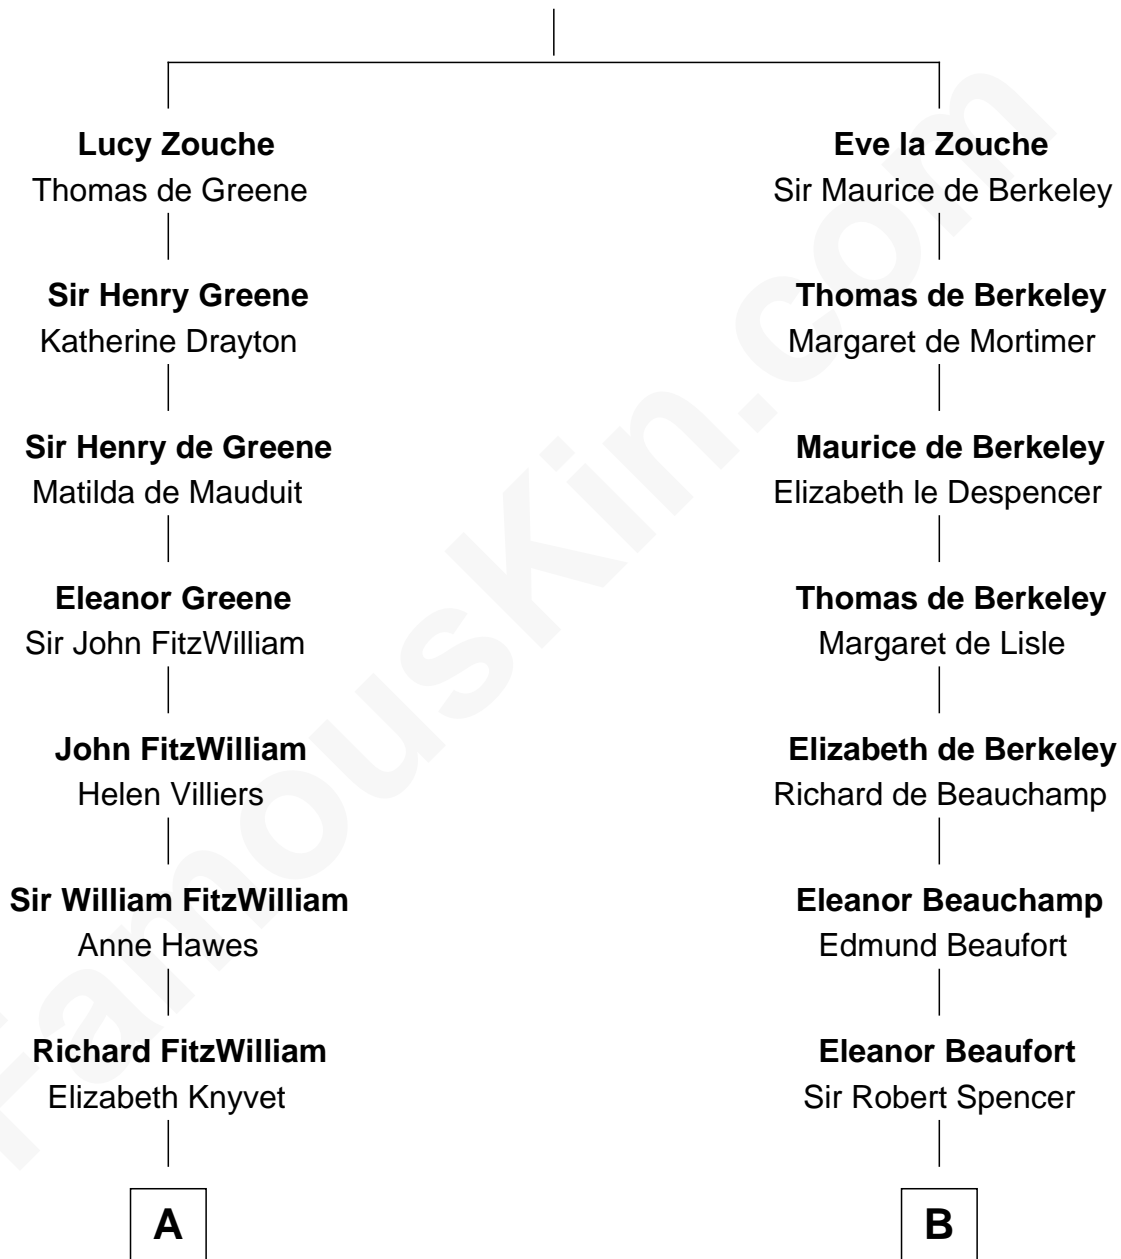 Lucy Zouche
Thomas de Greene
Sir Henry Greene
Katherine Drayton
Sir Henry de Greene
Matilda de Mauduit
Eleanor Greene
Sir John FitzWilliam
John FitzWilliam
Helen Villiers
Sir William FitzWilliam
Anne Hawes
Richard FitzWilliam
Elizabeth Knyvet
A
Eve la Zouche
Sir Maurice de Berkeley
Thomas de Berkeley
Margaret de Mortimer
Maurice de Berkeley
Elizabeth le Despencer
Thomas de Berkeley
Margaret de Lisle
Elizabeth de Berkeley
Richard de Beauchamp
Eleanor Beauchamp
Edmund Beaufort
Eleanor Beaufort
Sir Robert Spencer
B
FamousKin.com